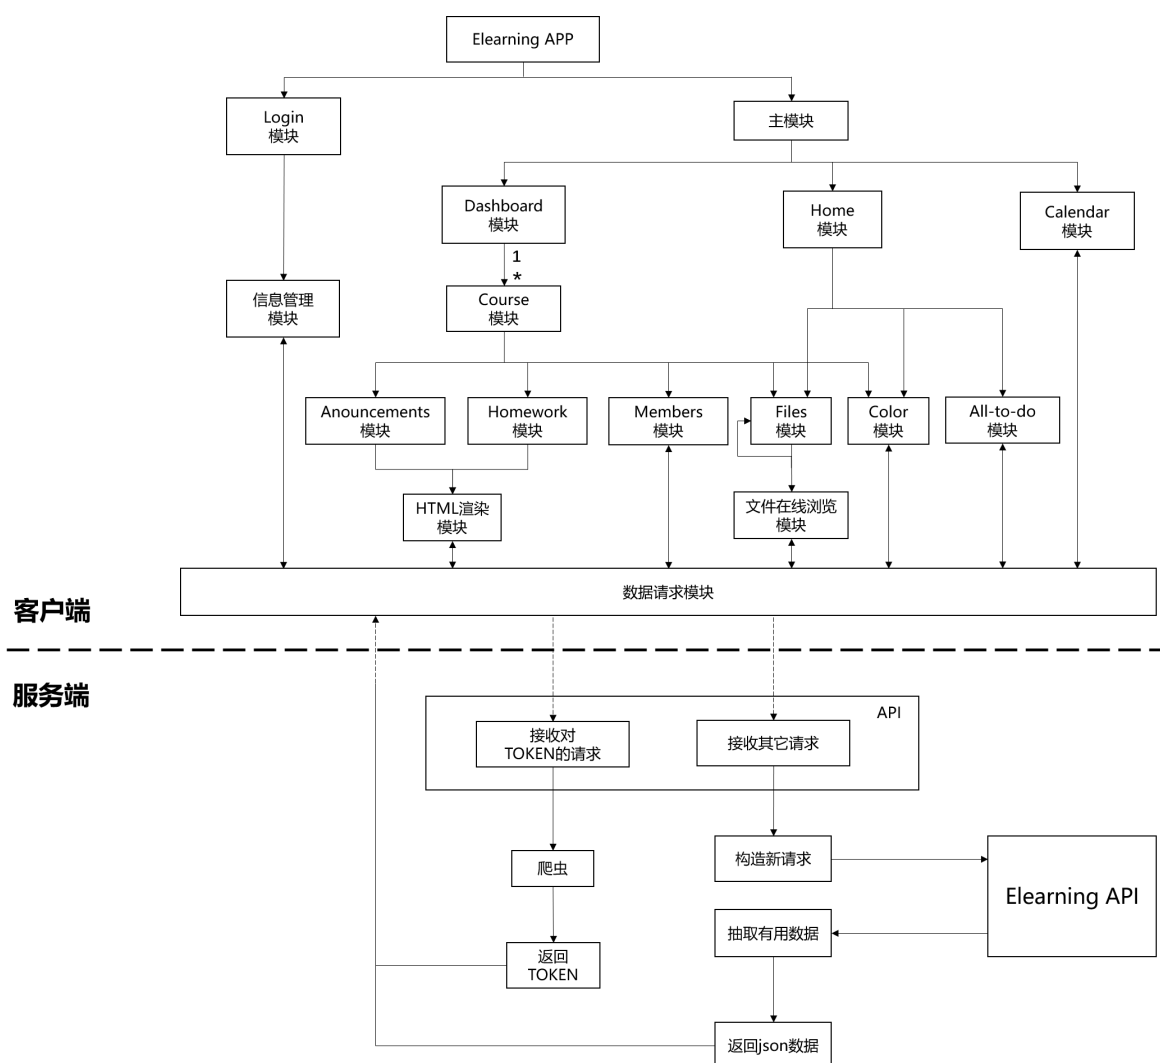 Elearning APP
Login
模块
主模块
Dashboard
模块
Home
模块
Calendar
模块
1
*
信息管理
模块
Course
模块
Anouncements
模块
Homework
模块
Members
模块
Files
模块
Color
模块
All-to-do
模块
HTML渲染
模块
文件在线浏览
模块
数据请求模块
客户端
服务端
API
接收对
TOKEN的请求
接收其它请求
爬虫
构造新请求
Elearning API
抽取有用数据
返回
TOKEN
返回json数据